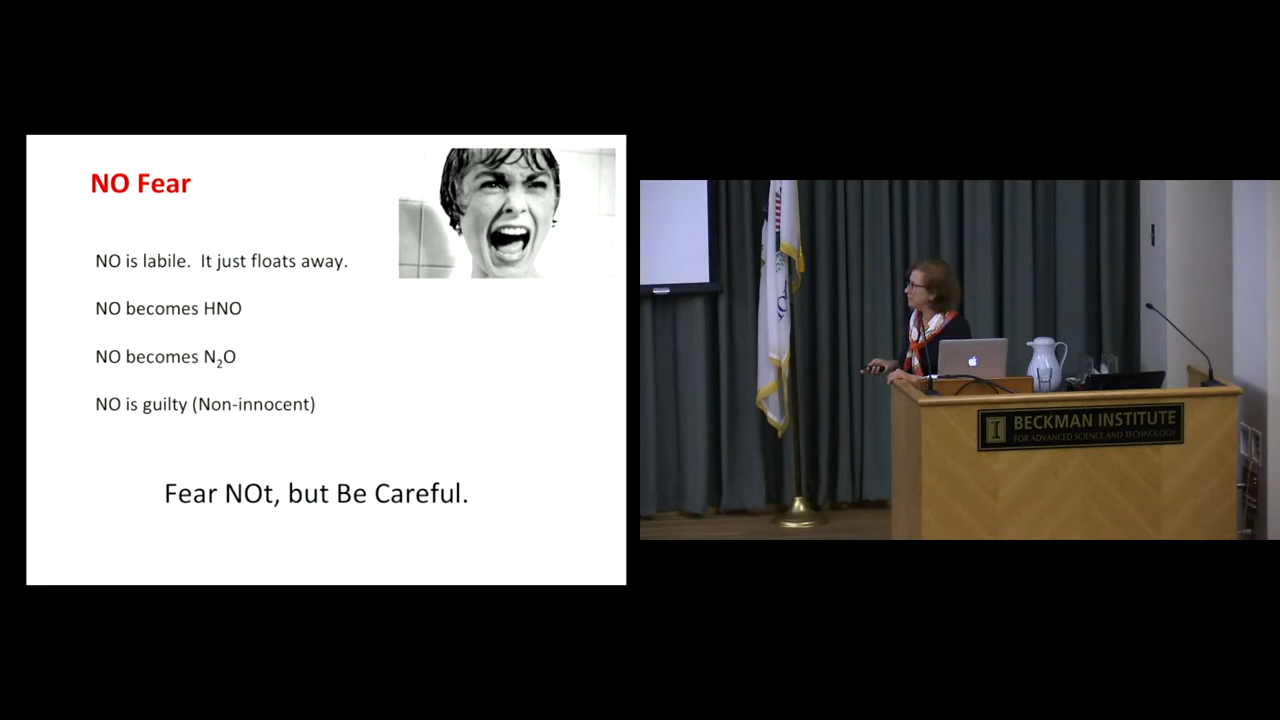 NO Fear
NO is labile.  It just floats away.
NO becomes HNO
NO becomes N₂O
NO is guilty (Non-innocent)
Fear NOt, but Be Careful.
BECKMAN INSTITUTE
FOR ADVANCED SCIENCE AND TECHNOLOGY